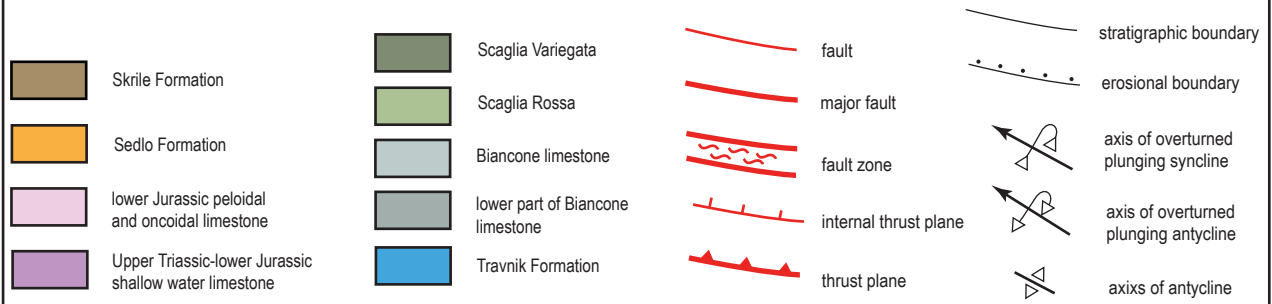 Skrile Formation
Sedlo Formation
lower Jurassic peloidal
and oncoidal limestone
Upper Triassic-lower Jurassic
shallow water limestone
Scaglia Variegata
Scaglia Rossa
Biancone limestone
lower part of Biancone
limestone
Travnik Formation
fault
major fault
fault zone
internal thrust plane
thrust plane
stratigraphic boundary
erosional boundary
axis of overturned
plunging syncline
axis of overturned
plunging antycline
axixs of antycline